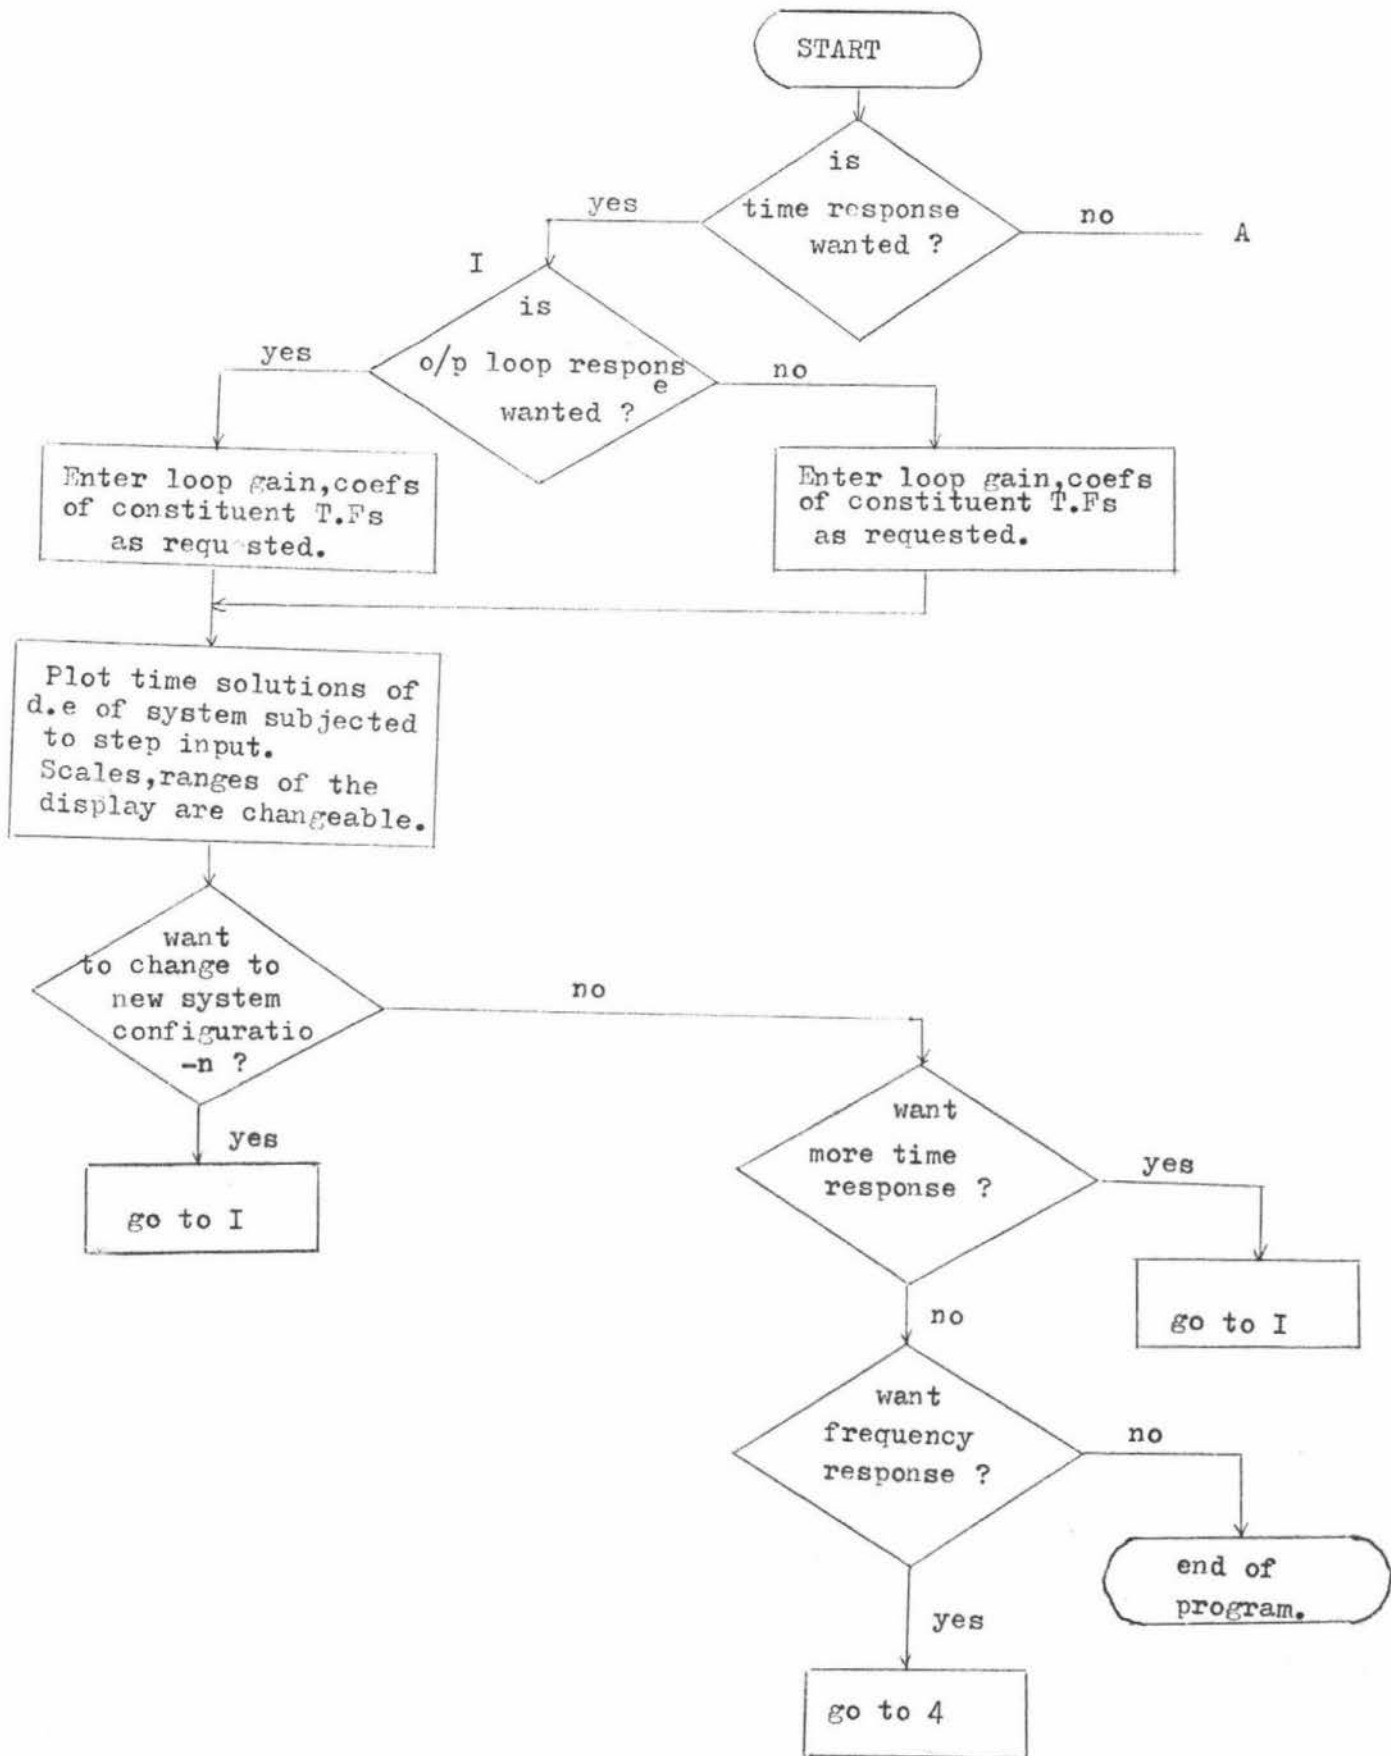 START
is
time response
wanted ?
yes
no
A
I
is
o/p loop respons
e
wanted ?
yes
no
Enter loop gain,coefs
of constituent T.Fs
as requested.
Enter loop gain,coefs
of constituent T.Fs
as requested.
Plot time solutions of
d.e of system subjected
to step input.
Scales,ranges of the
display are changeable.
want
to change to
new system
configuratio
-n ?
no
yes
go to I
want
more time
response ?
yes
go to I
no
want
frequency
response ?
no
end of
program.
yes
go to 4